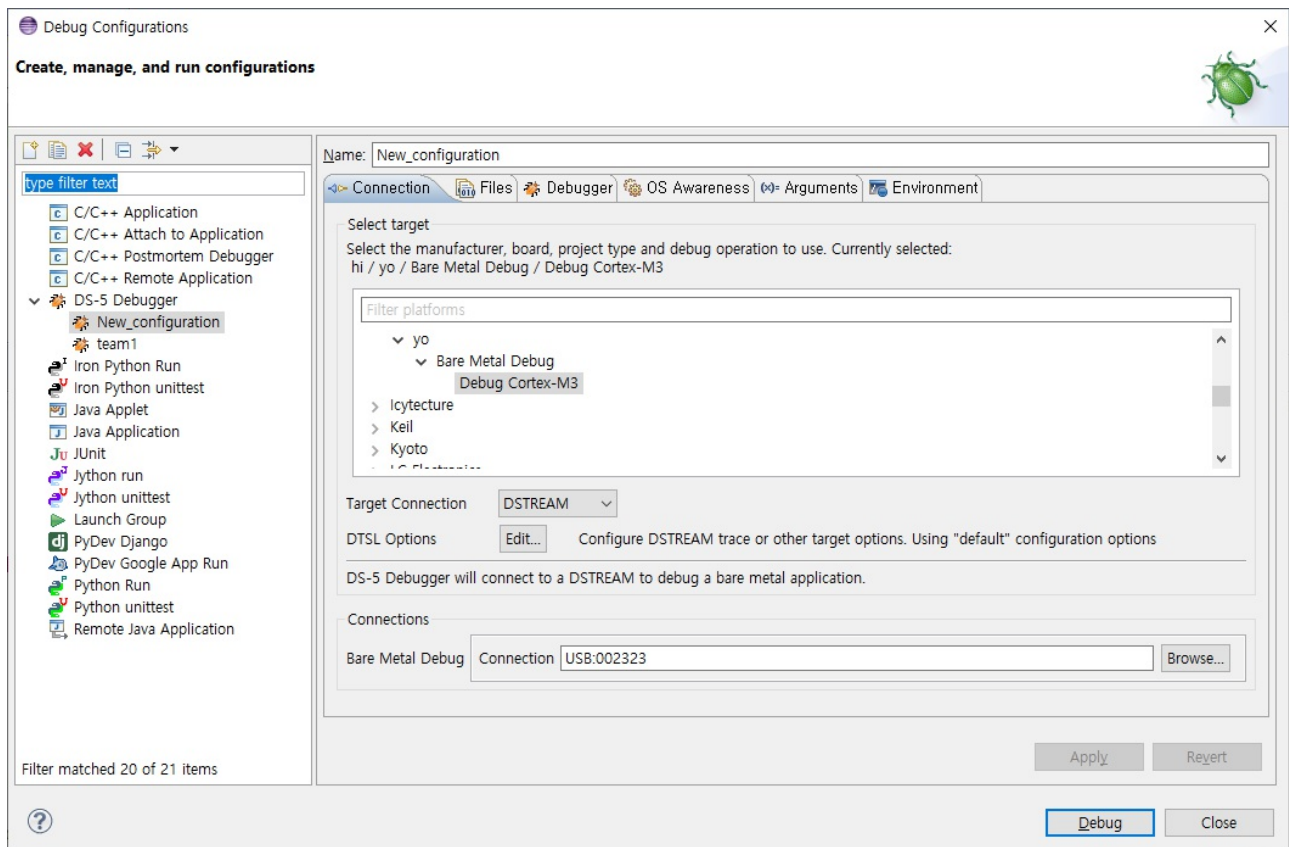 Debug Configurations
Create, manage, and run configurations
type filter text
C/C++ Application
C/C++ Attach to Application
C/C++ Postmortem Debugger
C/C++ Remote Application
DS-5 Debugger
New_configuration
team1
Iron Python Run
Iron Python unittest
Java Applet
Java Application
JUnit
Jython run
Jython unittest
Launch Group
PyDev Django
PyDev Google App Run
Python Run
Python unittest
Remote Java Application
Filter matched 20 of 21 items
Name: New_configuration
Connection Files Debugger OS Awareness Arguments Environment
Select target
Select the manufacturer, board, project type and debug operation to use. Currently selected:
hi / yo / Bare Metal Debug / Debug Cortex-M3
Filter platforms
yo
Bare Metal Debug
Debug Cortex-M3
Icytecture
Keil
Kyoto
LG Electronics
Target Connection DSTREAM
DTSL Options Edit... Configure DSTREAM trace or other target options. Using "default" configuration options
DS-5 Debugger will connect to a DSTREAM to debug a bare metal application.
Connections
Bare Metal Debug Connection USB:002323 Browse...
Apply Revert
Debug Close